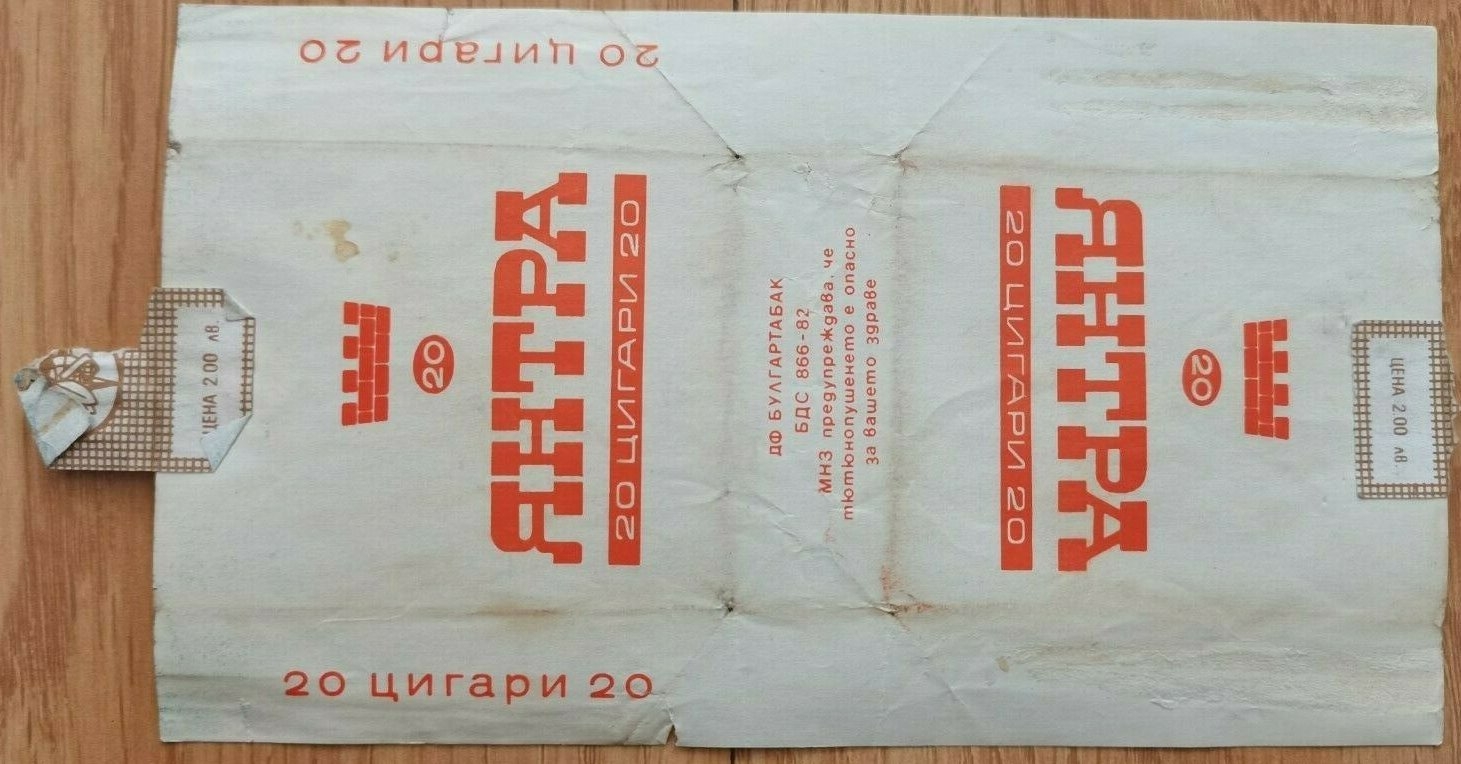 20 цигари 20
ЦЕНА 2 00 лв.
20
ЯНТРА
20 ЦИГАРИ 20
ДФ БУЛГАРТАБАК
БДС 866-82
МНЗ предупреждава, че
тютюнопушенето е опасно
за вашето здраве
20 ЦИГАРИ 20
ЯНТРА
20
ЦЕНА 2.00 лв.
20 цигари 20